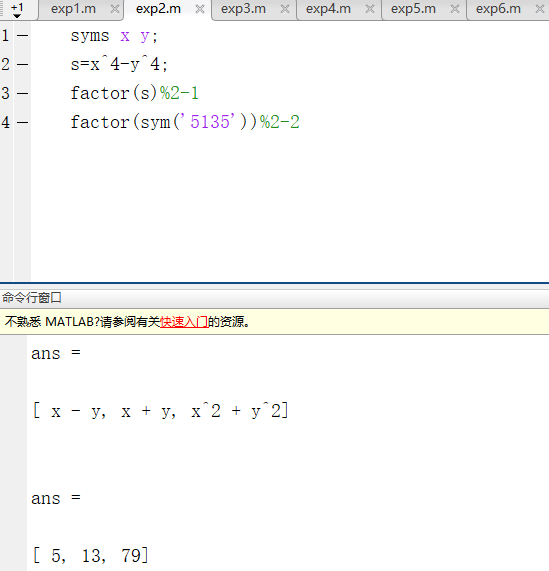 +1 exp1.m exp2.m exp3.m exp4.m exp5.m exp6.m
1 — syms x y;
2 — s=x^4-y^4;
3 — factor(s)%2-1
4 — factor(sym('5135'))%2-2
命令行窗口
不熟悉 MATLAB?请参阅有关快速入门的资源。
ans =
[ x - y, x + y, x^2 + y^2]
ans =
[ 5, 13, 79]